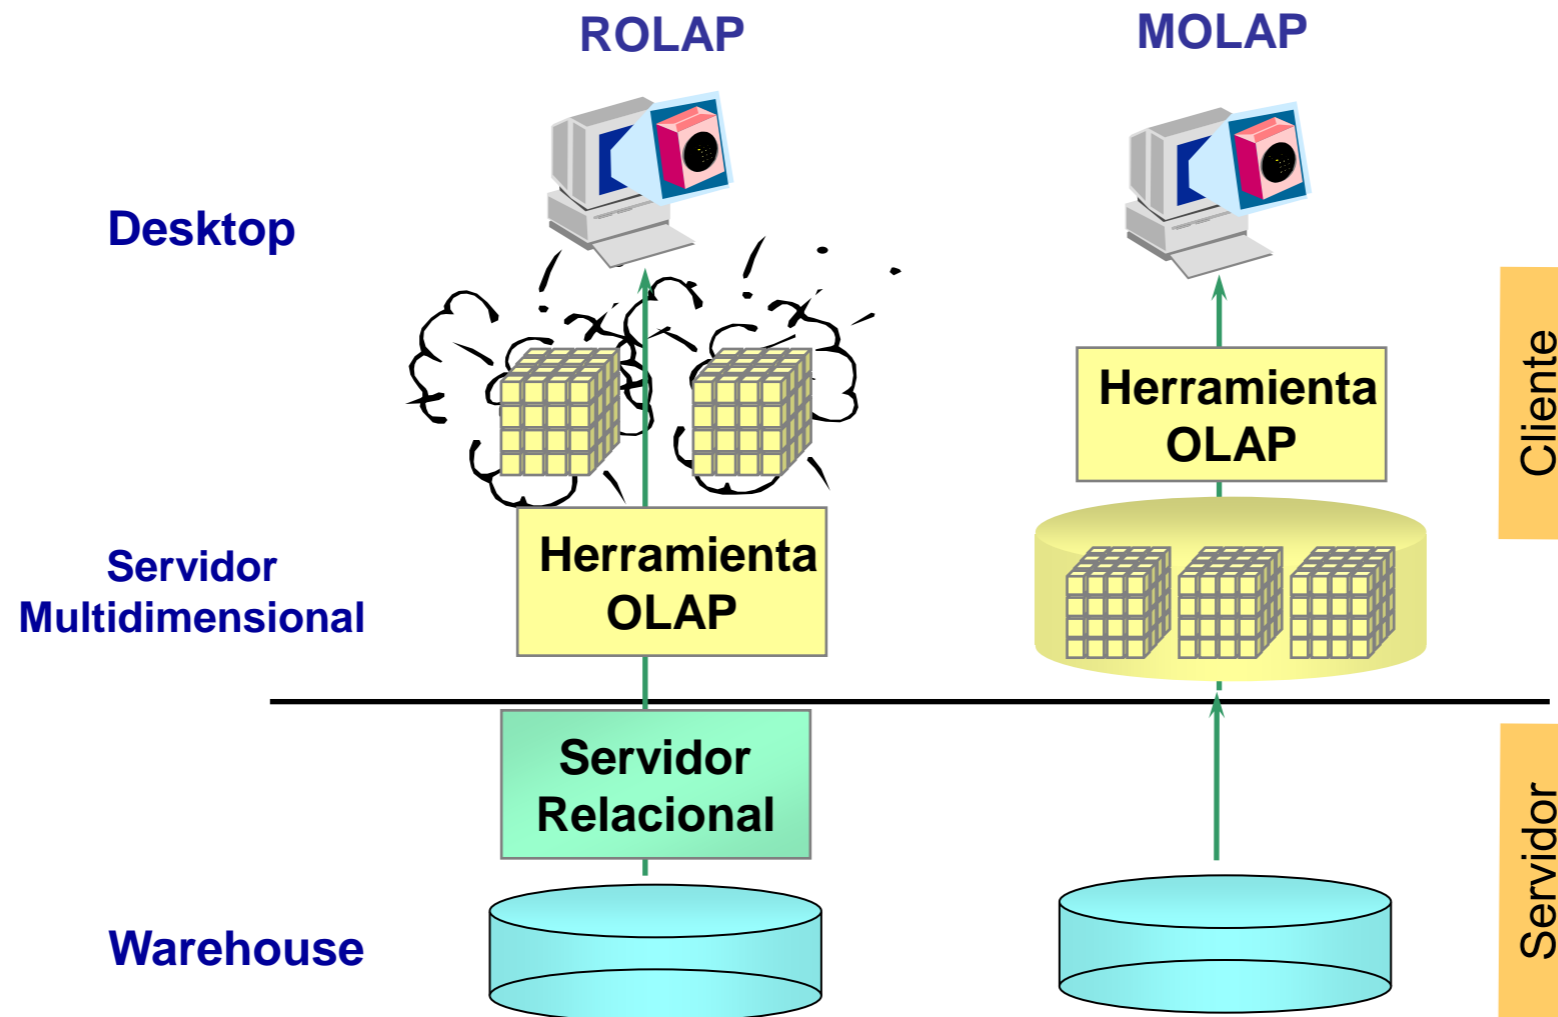 ROLAP
MOLAP
Desktop
Cliente
Herramienta
OLAP
Servidor
Multidimensional
Herramienta
OLAP
Servidor
Relacional
Servidor
Warehouse